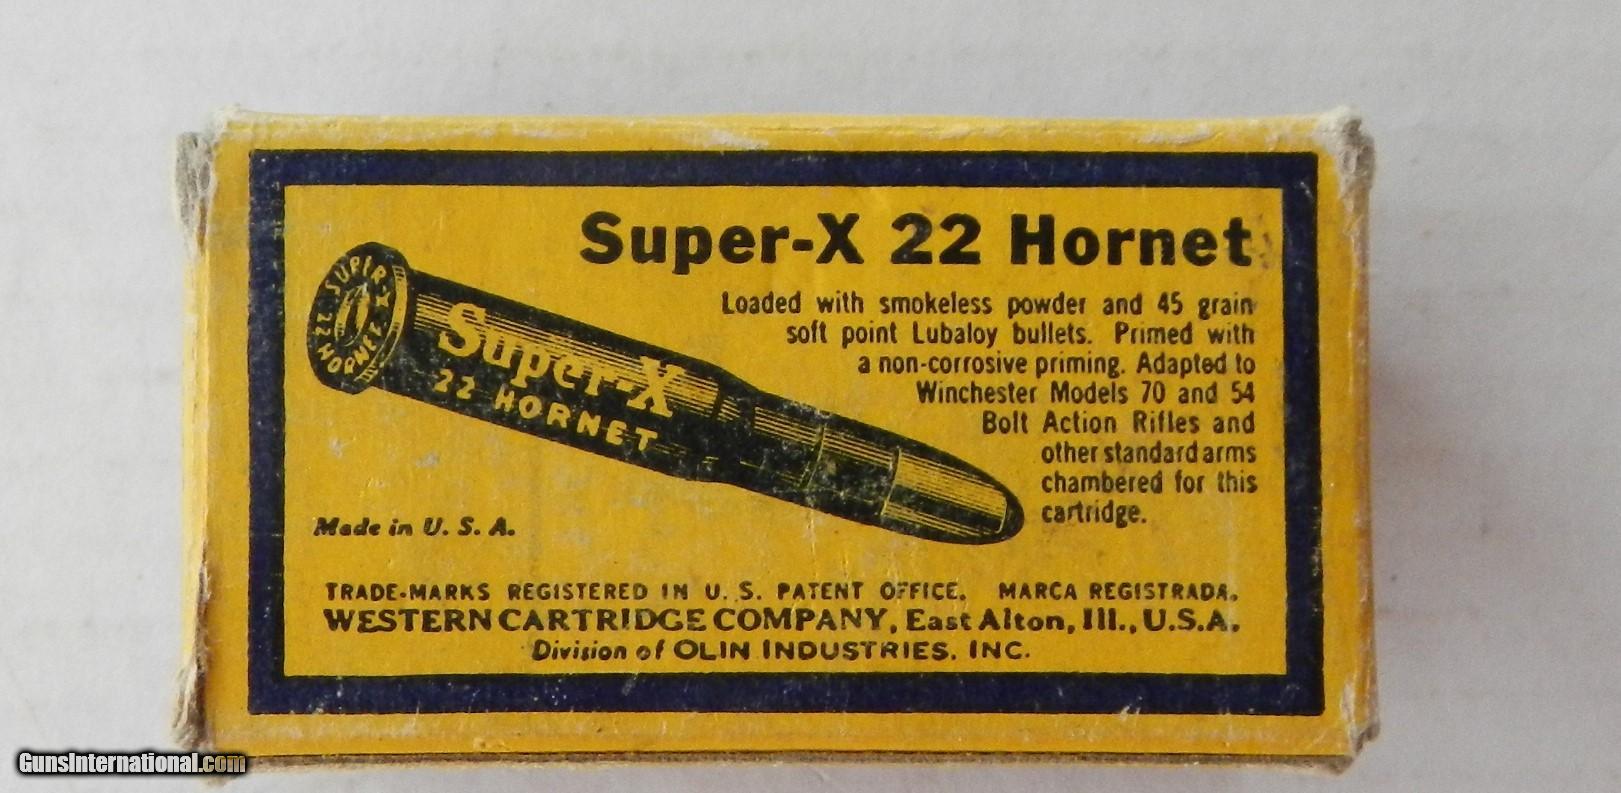 Super-X 22 Hornet
Loaded with smokeless powder and 45 grain
soft point Lubaloy bullets. Primed with
a non-corrosive priming. Adapted to
Winchester Models 70 and 54
Bolt Action Rifles and
other standard arms
chambered for this
cartridge.
SUPER-X
22 HORNET
Super-X
22 HORNET
Made in U. S. A.
TRADE-MARKS REGISTERED IN U. S. PATENT OFFICE. MARCA REGISTRADA.
WESTERN CARTRIDGE COMPANY, East Alton, Ill., U.S.A.
Division of OLIN INDUSTRIES, INC.
GunsInternational.com